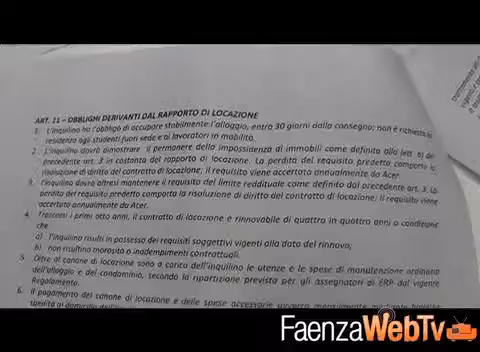 ART. 11 – OBBLIGHI DERIVANTI DAL RAPPORTO DI LOCAZIONE
1. L'inquilino ha l'obbligo di occupare stabilmente l'alloggio, entro 30 giorni dalla consegna; non è richiesta la
residenza agli studenti fuori sede e ai lavoratori in mobilità.
2. L'inquilino dovrà dimostrare il permanere della impossidenza di immobili come definita alla lett. b) del
precedente art. 3 in costanza del rapporto di locazione. La perdita del requisito predetto comporta la
risoluzione di diritto del contratto di locazione; il requisito viene accertato annualmente da Acer.
3. l'inquilino dovrà altresì mantenere il requisito del limite reddituale come definito dal precedente art. 3. La
perdita del requisito predetto comporta la risoluzione di diritto del contratto di locazione; il requisito viene
accertato annualmente da Acer.
4. Trascorsi i primi otto anni, il contratto di locazione è rinnovabile di quattro in quattro anni a condizione
che
a) l'inquilino risulti in possesso dei requisiti soggettivi vigenti alla data del rinnovo;
b) non risultino morosità o inadempimenti contrattuali.
5. Oltre al canone di locazione sono a carico dell'inquilino le utenze e le spese di manutenzione ordinaria
dell'alloggio e del condominio, secondo la ripartizione prevista per gli assegnatari di ERP dal vigente
Regolamento.
6. Il pagamento del canone di locazione e delle spese accessorie avverrà mensilmente mediante
FaenzaWebTv